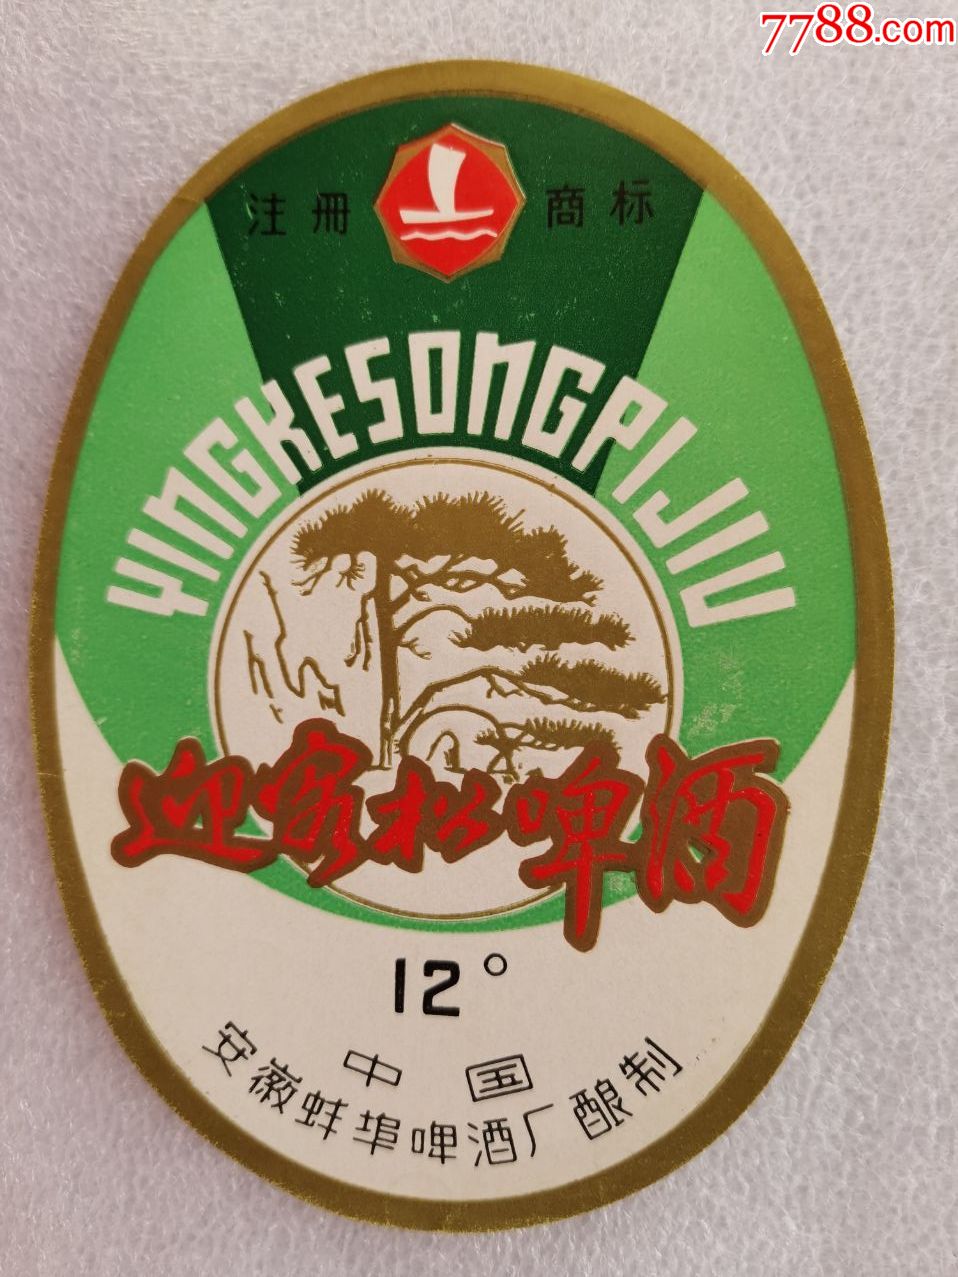 7788.com
注册 商标
YINGKESONGPIJIU
迎客松啤酒
12°
中国
安徽蚌埠啤酒厂酿制